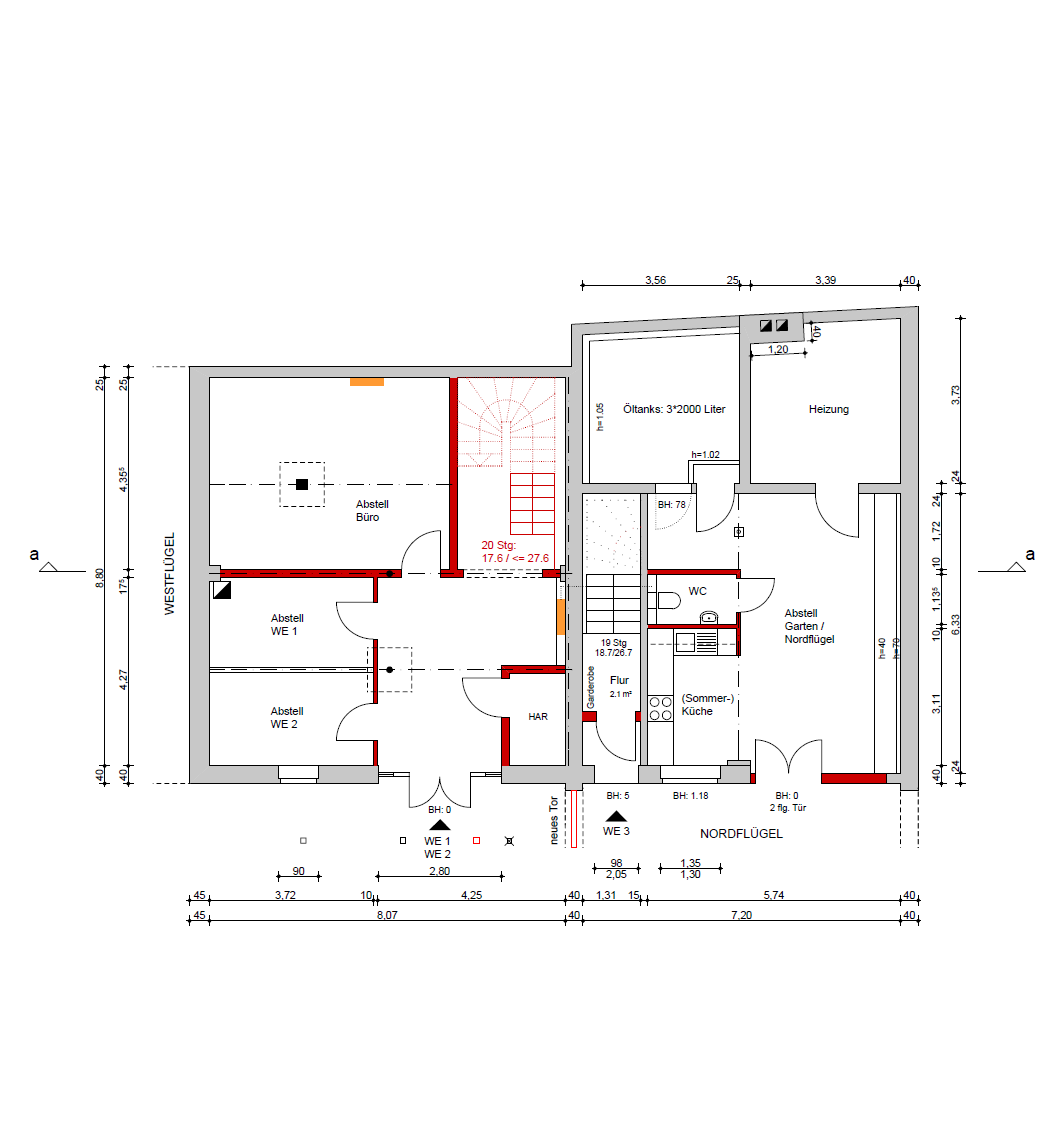 3,56
25
3,39
40
40
1,20
3,73
24
6,33
24
24
1,72
10
1,13⁵
10
3,11
40
25
8,80
40
25
4,35⁵
17⁵
4,27
40
h=1.05
Öltanks: 3*2000 Liter
Heizung
h=1.02
BH: 78
Abstell
Büro
20 Stg:
17.6 / <= 27.6
WESTFLÜGEL
a
a
Abstell
WE 1
Abstell
WE 2
HAR
WC
19 Stg
18.7/26.7
Flur
2.1 m²
Garderobe
(Sommer-)
Küche
Abstell
Garten /
Nordflügel
h=40
h=70
BH: 0
WE 1
WE 2
neues Tor
BH: 5
WE 3
BH: 1.18
BH: 0
2 flg. Tür
NORDFLÜGEL
90
2,80
98
2,05
1,35
1,30
45
3,72
10
4,25
40
1,31
15
5,74
40
45
8,07
40
7,20
40